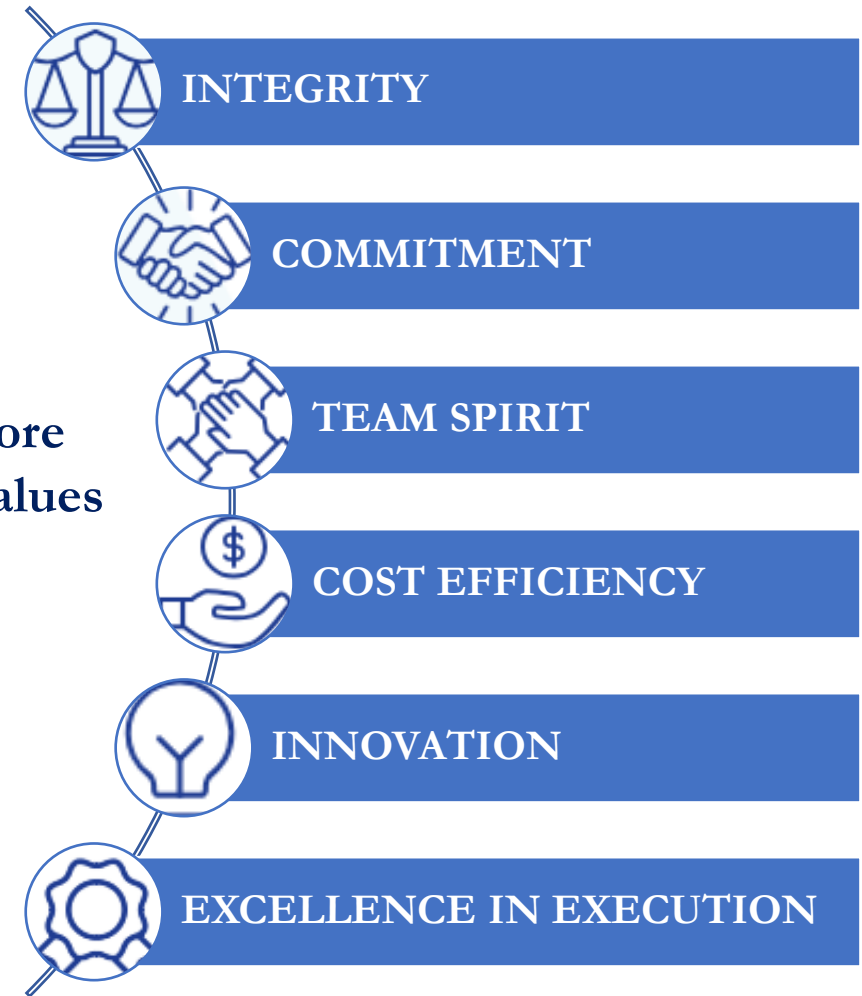 INTEGRITY
COMMITMENT
TEAM SPIRIT
ore
alues
$
COST EFFICIENCY
INNOVATION
EXCELLENCE IN EXECUTION